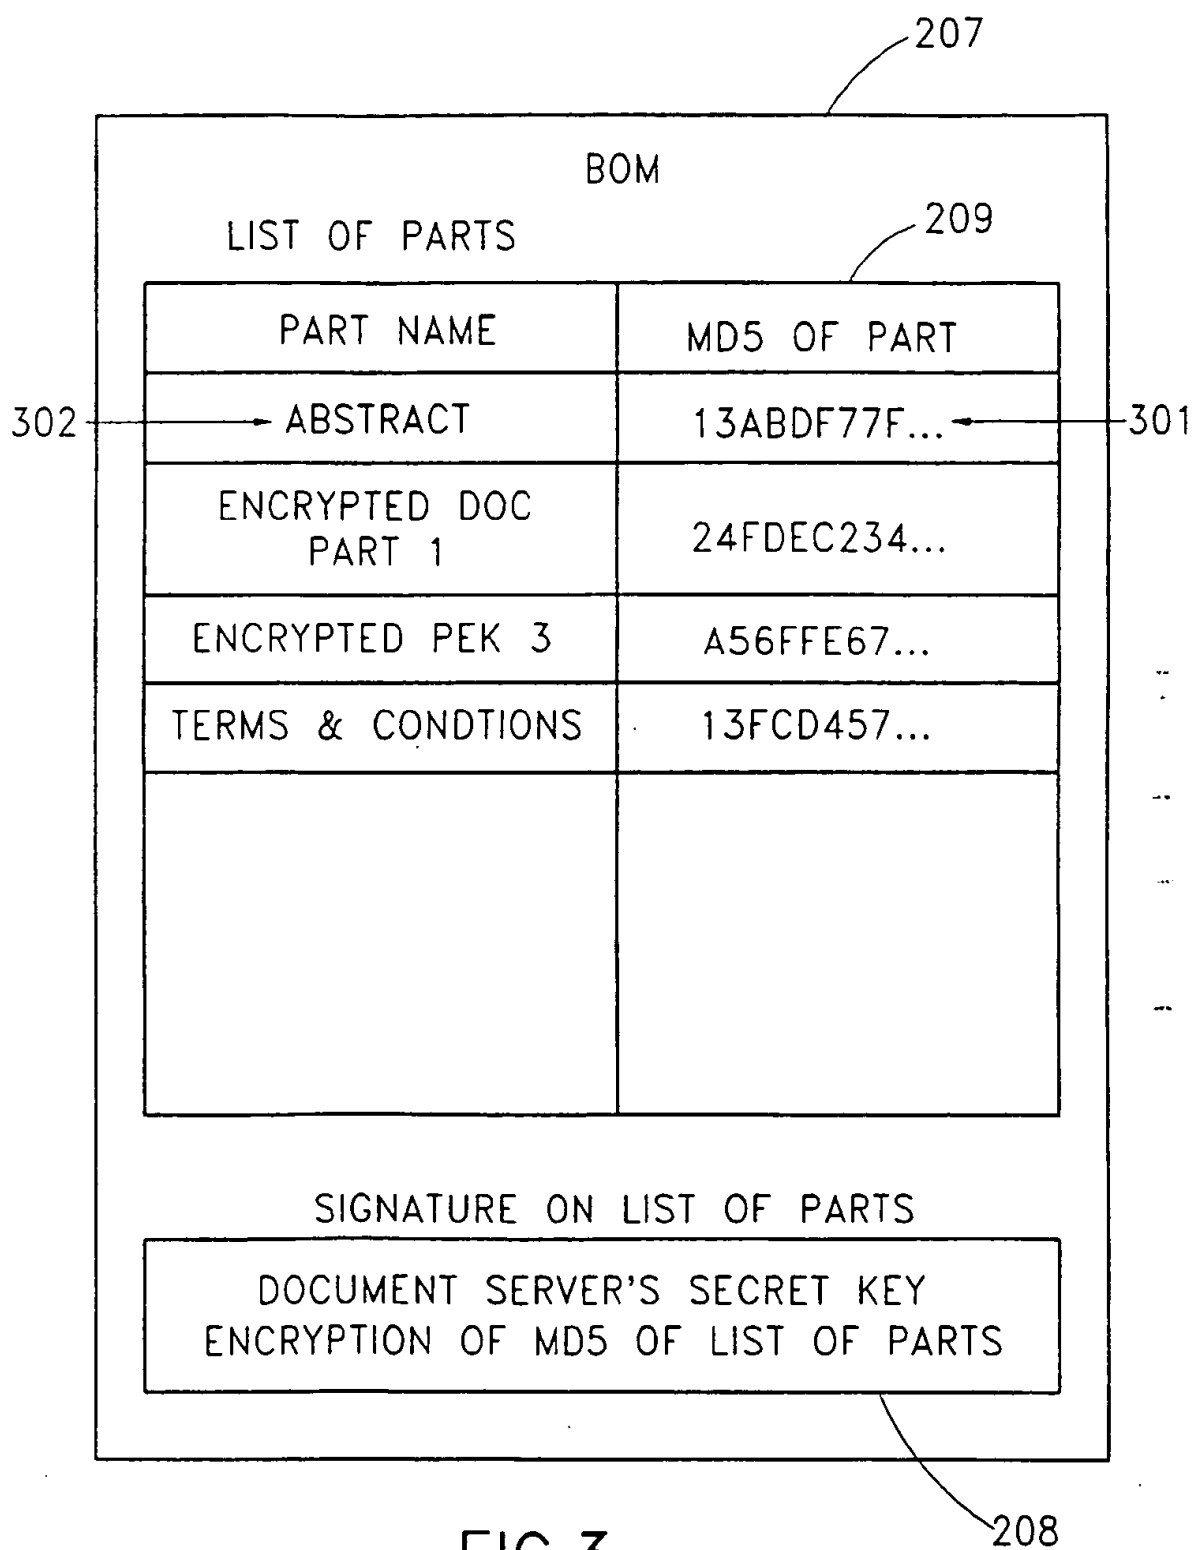 207
BOM
LIST OF PARTS
209
PART NAME
MD5 OF PART
302
ABSTRACT
13ABDF77F...
301
ENCRYPTED DOC
PART 1
24FDEC234...
ENCRYPTED PEK 3
A56FFE67...
TERMS & CONDTIONS
13FCD457...
SIGNATURE ON LIST OF PARTS
DOCUMENT SERVER'S SECRET KEY
ENCRYPTION OF MD5 OF LIST OF PARTS
208
FIG.3